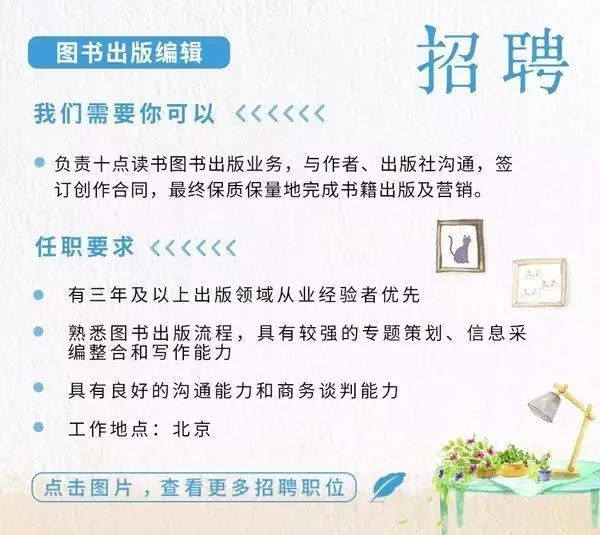 图书出版编辑
招聘
我们需要你可以
负责十点读书图书出版业务，与作者、出版社沟通，签
订创作合同，最终保质保量地完成书籍出版及营销。
任职要求
有三年及以上出版领域从业经验者优先
熟悉图书出版流程，具有较强的专题策划、信息采
编整合和写作能力
具有良好的沟通能力和商务谈判能力
工作地点：北京
点击图片，查看更多招聘职位